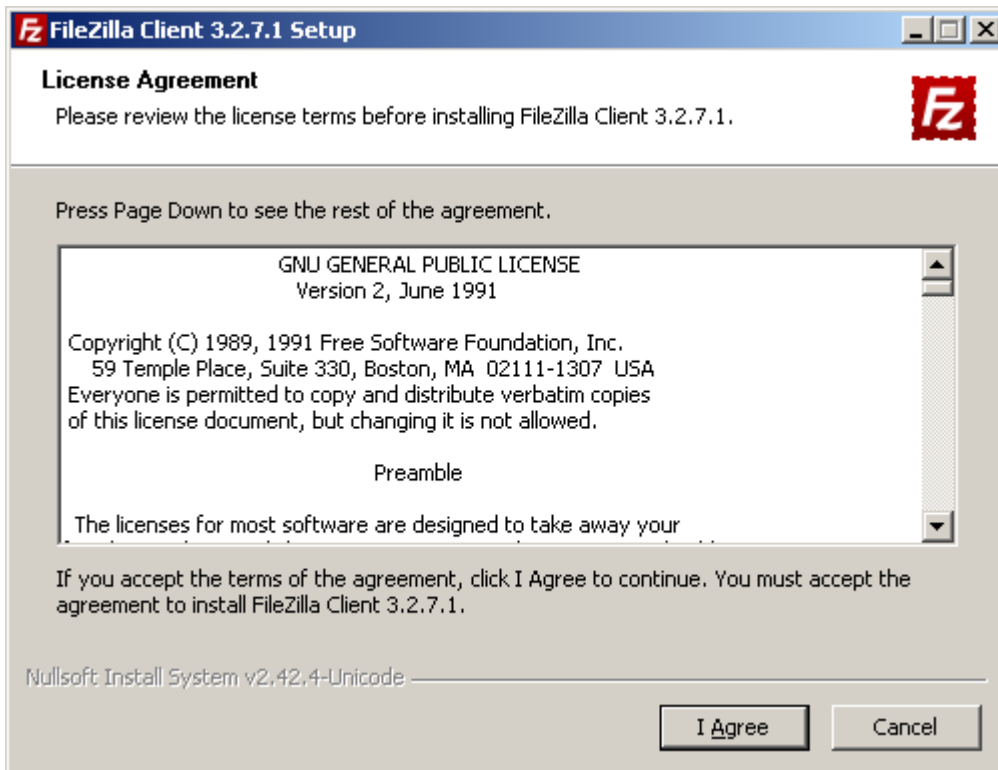 FileZilla Client 3.2.7.1 Setup
License Agreement
Please review the license terms before installing FileZilla Client 3.2.7.1.
Fz
Press Page Down to see the rest of the agreement.
GNU GENERAL PUBLIC LICENSE
Version 2, June 1991
Copyright (C) 1989, 1991 Free Software Foundation, Inc.
59 Temple Place, Suite 330, Boston, MA  02111-1307  USA
Everyone is permitted to copy and distribute verbatim copies
of this license document, but changing it is not allowed.
Preamble
The licenses for most software are designed to take away your
If you accept the terms of the agreement, click I Agree to continue. You must accept the
agreement to install FileZilla Client 3.2.7.1.
Nullsoft Install System v2.42.4-Unicode
I Agree
Cancel